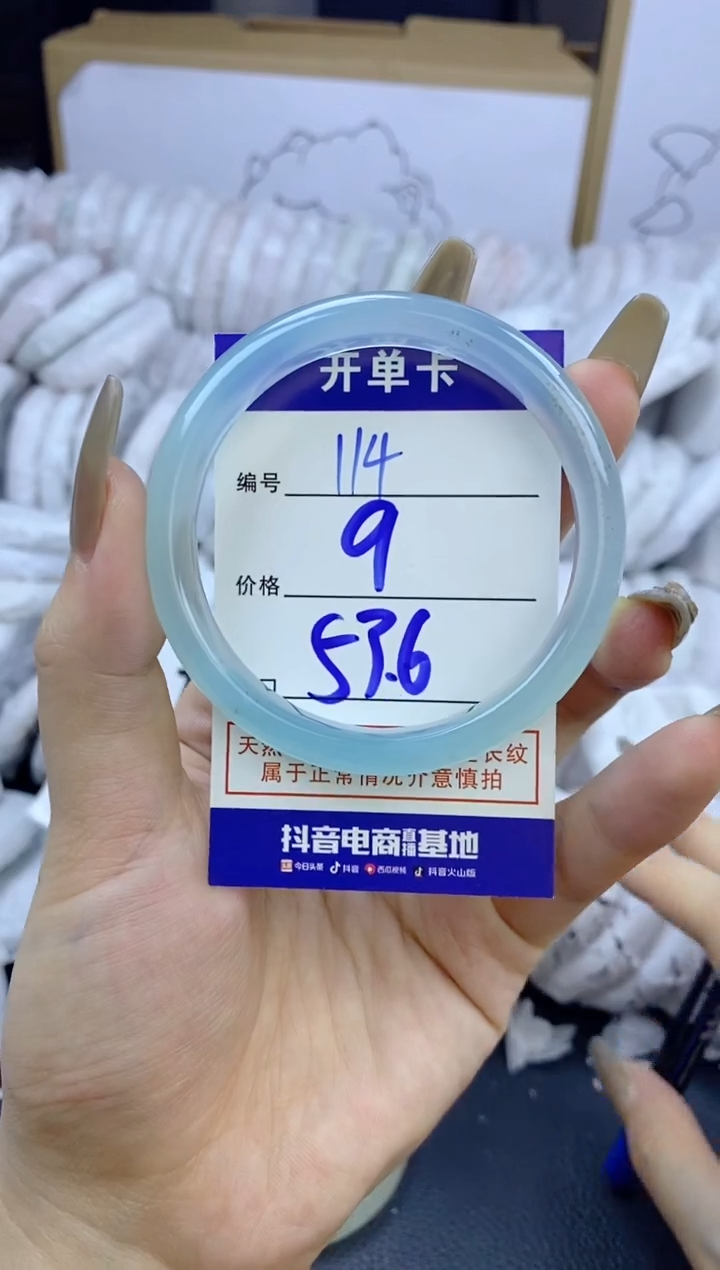 开单卡
编号 114
价格 9
口 53.6
天然 长纹
属于正常情况介意慎拍
抖音电商直播基地
今日头条 抖音 西瓜视频 抖音火山版